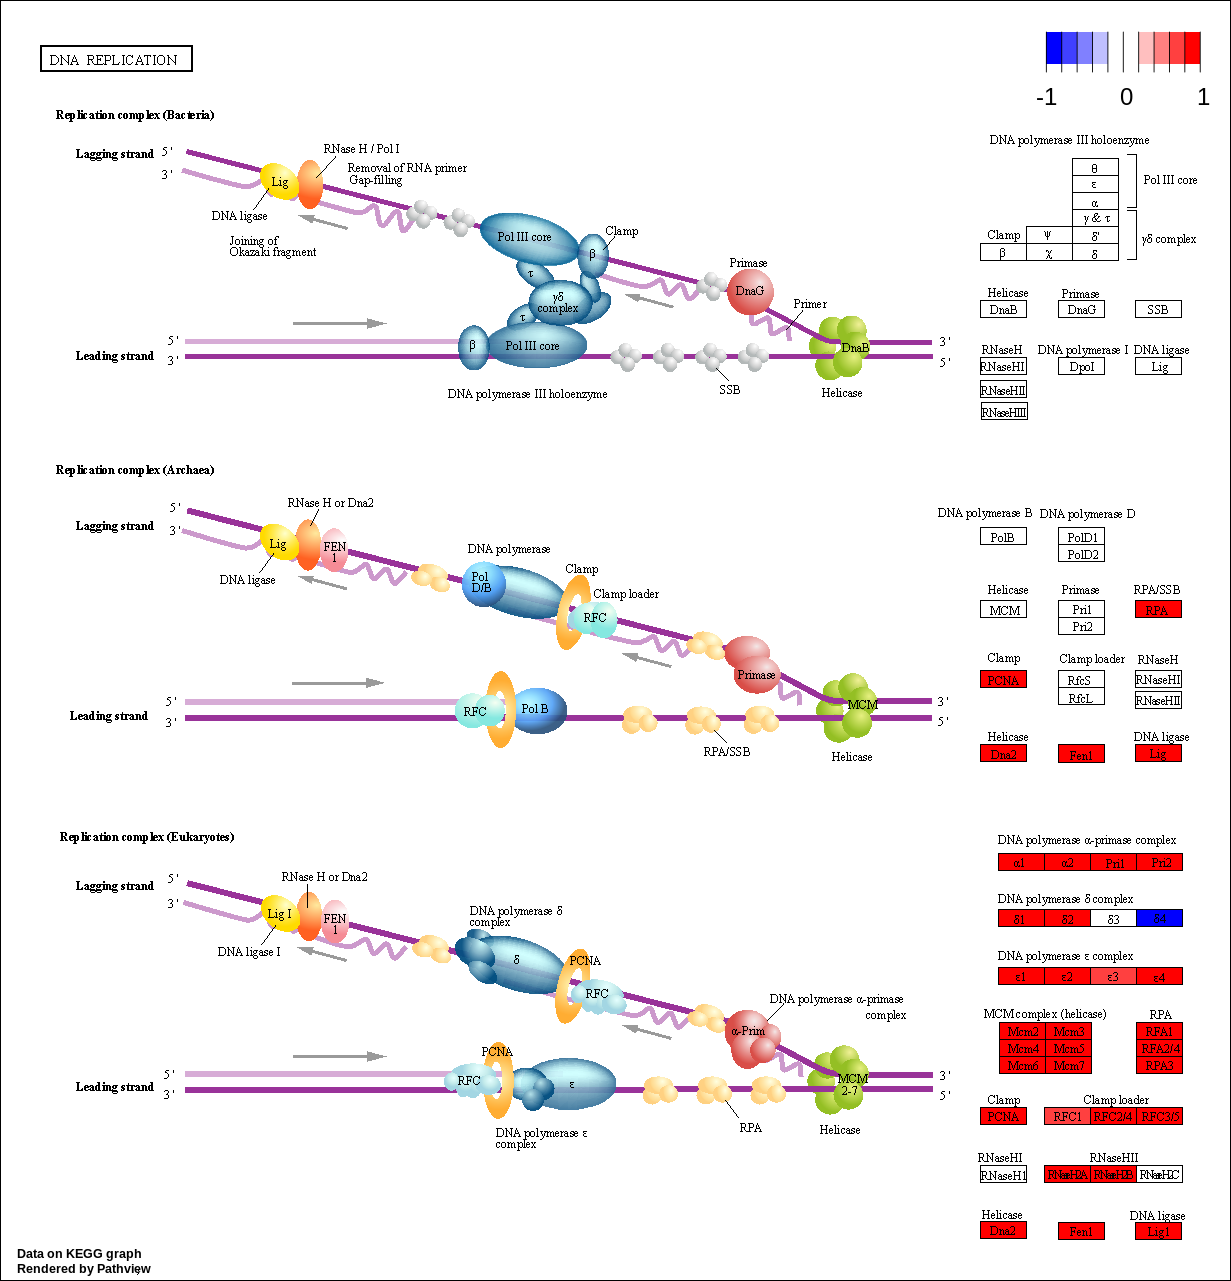 DNA REPLICATION
-1 0 1
Replication complex (Bacteria)
Lagging strand
5'
3'
Lig
RNase H / Pol I
Removal of RNA primer
Gap-filling
DNA ligase
Joining of
Okazaki fragment
Pol III core
Clamp
β
τ
γδ
complex
τ
Primase
DnaG
Primer
β
Pol III core
DnaB
Leading strand
5'
3'
3'
5'
SSB
Helicase
DNA polymerase III holoenzyme
DNA polymerase III holoenzyme
θ
ε
α
Pol III core
γ & τ
Clamp
ψ
δ'
γδ complex
β
χ
δ
Helicase
Primase
DnaB
DnaG
SSB
RNaseH
DNA polymerase I
DNA ligase
RNaseHI
DpoI
Lig
RNaseHII
RNaseHIII
Replication complex (Archaea)
Lagging strand
5'
3'
RNase H or Dna2
Lig
FEN
1
DNA ligase
DNA polymerase
Pol
D/B
Clamp
Clamp loader
RFC
Primase
MCM
Leading strand
5'
3'
RFC
Pol B
3'
5'
RPA/SSB
Helicase
DNA polymerase B
DNA polymerase D
PolB
PolD1
PolD2
Helicase
Primase
RPA/SSB
MCM
Pri1
RPA
Pri2
Clamp
Clamp loader
RNaseH
PCNA
RfcS
RNaseHI
RfcL
RNaseHII
Helicase
DNA ligase
Dna2
Fen1
Lig
Replication complex (Eukaryotes)
Lagging strand
5'
3'
RNase H or Dna2
Lig I
FEN
1
DNA ligase I
DNA polymerase δ
complex
δ
PCNA
RFC
DNA polymerase α-primase
complex
α-Prim
MCM
2-7
Leading strand
5'
3'
PCNA
RFC
ε
3'
5'
RPA
Helicase
DNA polymerase ε
complex
DNA polymerase α-primase complex
α1 α2 Pri1 Pri2
DNA polymerase δ complex
δ1 δ2 δ3 δ4
DNA polymerase ε complex
ε1 ε2 ε3 ε4
MCM complex (helicase)
RPA
Mcm2 Mcm3
RFA1
Mcm4 Mcm5
RFA2/4
Mcm6 Mcm7
RPA3
Clamp
Clamp loader
PCNA
RFC1 RFC2/4 RFC3/5
RNaseHI
RNaseHII
RNaseH1
RNaseH2A RNaseH2B RNaseH2C
Helicase
DNA ligase
Dna2
Fen1
Lig1
Data on KEGG graph
Rendered by Pathview